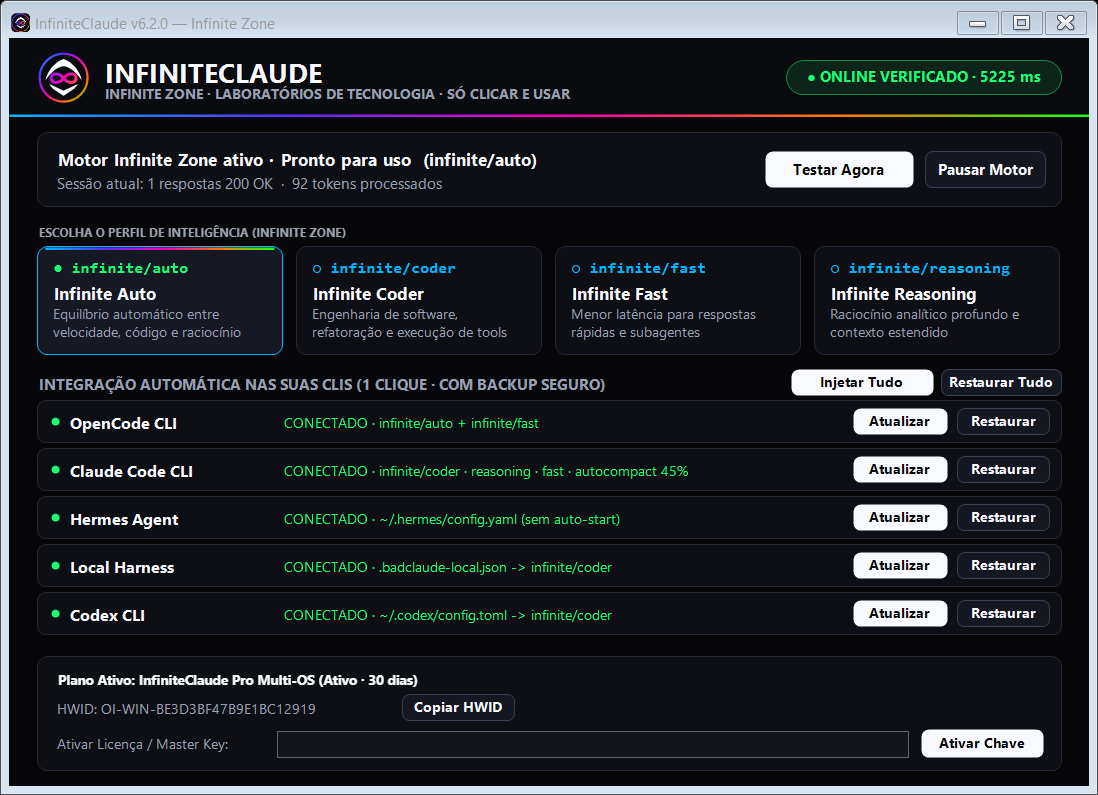 InfiniteClaude v6.2.0 — Infinite Zone
INFINITECLAUDE
INFINITE ZONE · LABORATÓRIOS DE TECNOLOGIA · SÓ CLICAR E USAR
● ONLINE VERIFICADO · 5225 ms
Motor Infinite Zone ativo · Pronto para uso (infinite/auto)
Sessão atual: 1 respostas 200 OK · 92 tokens processados
Testar Agora
Pausar Motor
ESCOLHA O PERFIL DE INTELIGÊNCIA (INFINITE ZONE)
● infinite/auto
Infinite Auto
Equilíbrio automático entre
velocidade, código e raciocínio
○ infinite/coder
Infinite Coder
Engenharia de software,
refatoração e execução de tools
○ infinite/fast
Infinite Fast
Menor latência para respostas
rápidas e subagentes
○ infinite/reasoning
Infinite Reasoning
Raciocínio analítico profundo e
contexto estendido
INTEGRAÇÃO AUTOMÁTICA NAS SUAS CLIS (1 CLIQUE · COM BACKUP SEGURO)
Injetar Tudo
Restaurar Tudo
● OpenCode CLI
CONECTADO · infinite/auto + infinite/fast
Atualizar
Restaurar
● Claude Code CLI
CONECTADO · infinite/coder · reasoning · fast · autocompact 45%
Atualizar
Restaurar
● Hermes Agent
CONECTADO · ~/.hermes/config.yaml (sem auto-start)
Atualizar
Restaurar
● Local Harness
CONECTADO · .badclaude-local.json -> infinite/coder
Atualizar
Restaurar
● Codex CLI
CONECTADO · ~/.codex/config.toml -> infinite/coder
Atualizar
Restaurar
Plano Ativo: InfiniteClaude Pro Multi-OS (Ativo · 30 dias)
HWID: OI-WIN-BE3D3BF47B9E1BC12919
Copiar HWID
Ativar Licença / Master Key:
Ativar Chave